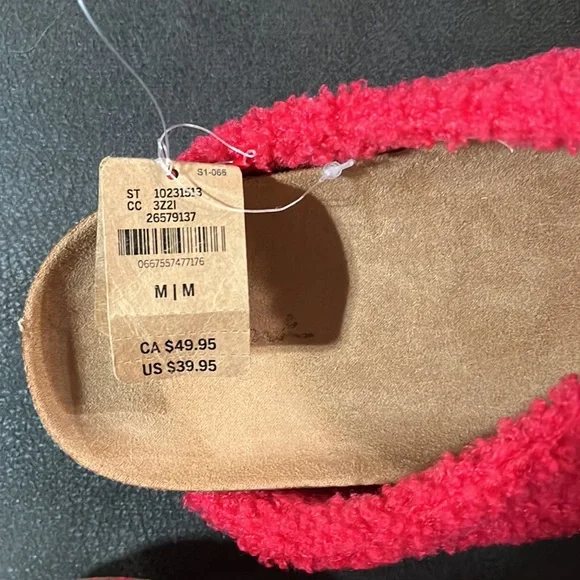 S1-066
ST 10231513
CC 3Z2I
26579137
0667557477176
M | M
CA $49.95
US $39.95